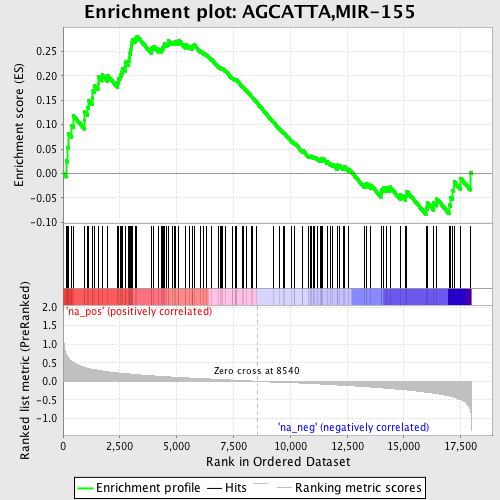 Enrichment plot: AGCATTA,MIR-155
Enrichment score (ES)
0.25
0.20
0.15
0.10
0.05
0.00
-0.05
-0.10
'na_pos' (positively correlated)
Ranked list metric (PreRanked)
2.0
1.5
1.0
0.5
0.0
-0.5
-1.0
Zero cross at 8540
'na_neg' (negatively correlated)
0
2,500
5,000
7,500
10,000
12,500
15,000
17,500
Rank in Ordered Dataset
Enrichment profile
Hits
Ranking metric scores